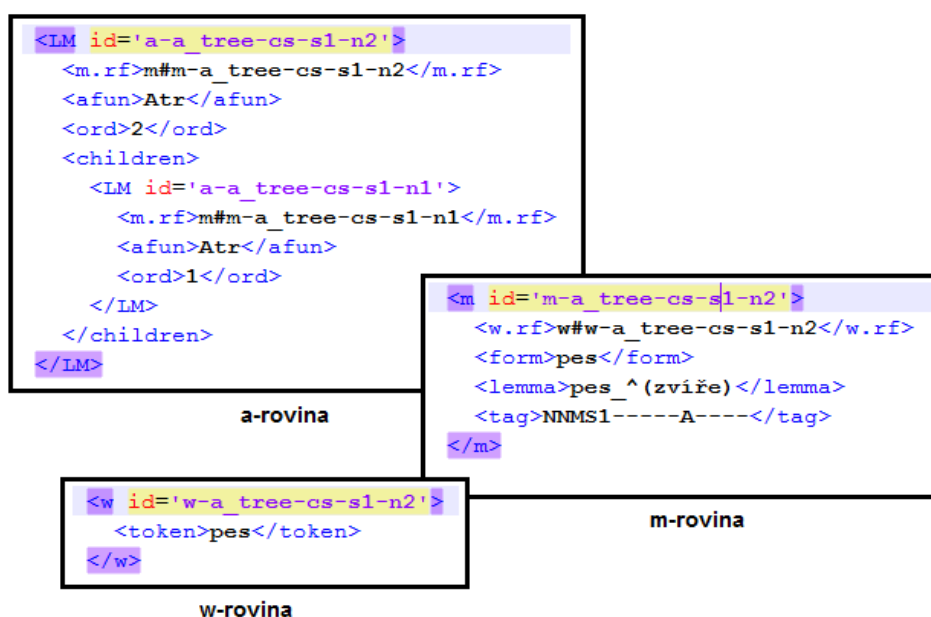 <LM id='a-a_tree-cs-s1-n2'>
<m.rf>m#m-a_tree-cs-s1-n2</m.rf>
<afun>Atr</afun>
<ord>2</ord>
<children>
<LM id='a-a_tree-cs-s1-n1'>
<m.rf>m#m-a_tree-cs-s1-n1</m.rf>
<afun>Atr</afun>
<ord>1</ord>
</LM>
</children>
</LM>
a-rovina
<m id='m-a_tree-cs-s1-n2'>
<w.rf>w#w-a_tree-cs-s1-n2</w.rf>
<form>pes</form>
<lemma>pes_^(zvíře)</lemma>
<tag>NNMS1-----A----</tag>
</m>
m-rovina
<w id='w-a_tree-cs-s1-n2'>
<token>pes</token>
</w>
w-rovina